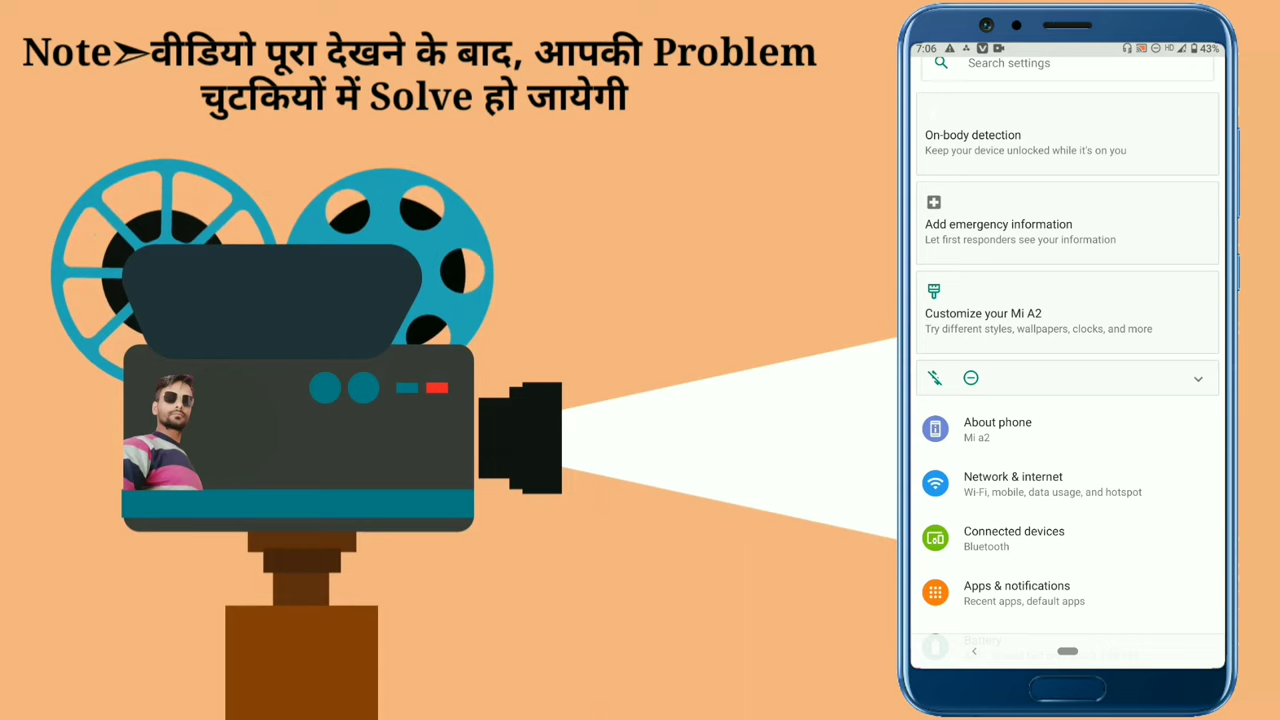 Note➢वीडियो पूरा देखने के बाद, आपकी Problem
चुटकियों में Solve हो जायेगी
7:06
HD
43%
Search settings
On-body detection
Keep your device unlocked while it's on you
Add emergency information
Let first responders see your information
Customize your Mi A2
Try different styles, wallpapers, clocks, and more
About phone
Mi a2
Network & internet
Wi-Fi, mobile, data usage, and hotspot
Connected devices
Bluetooth
Apps & notifications
Recent apps, default apps
Battery